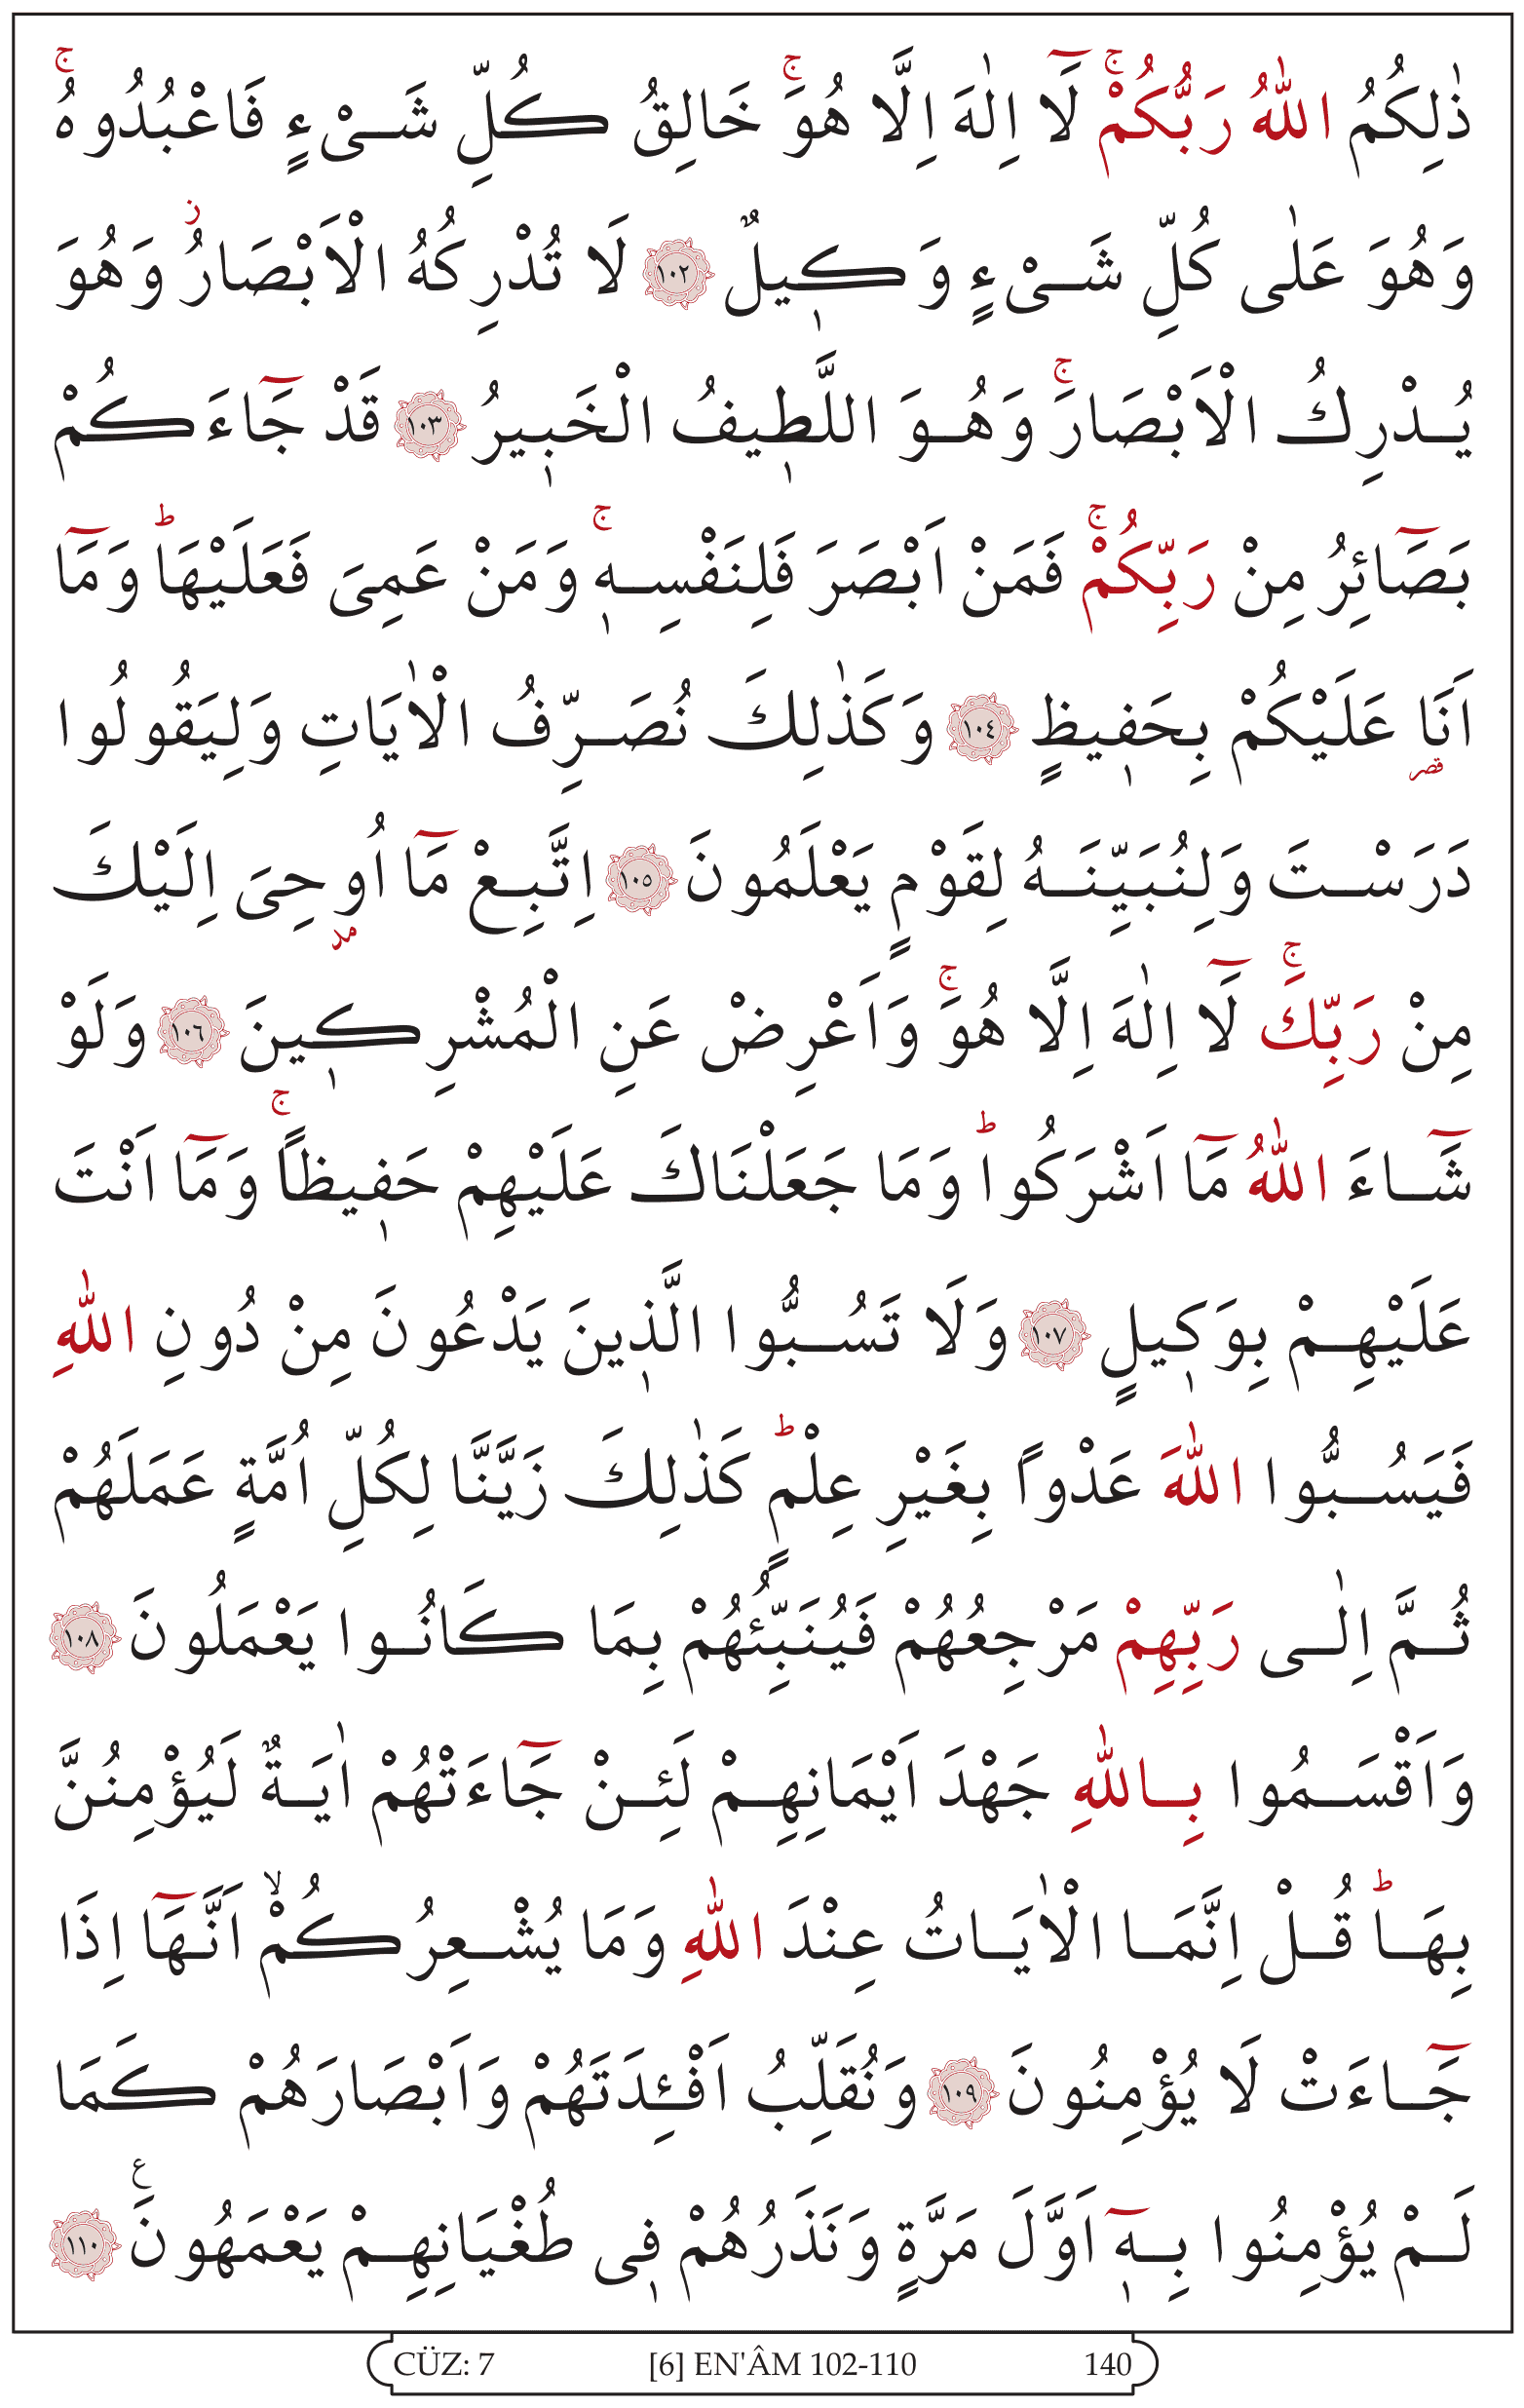 ذٰلِكُمُ اللّٰهُ رَبُّكُمْۚ لَٓا اِلٰهَ اِلَّا هُوَۚ خَالِقُ كُلِّ شَيْءٍ فَاعْبُدُوهُۚ
وَهُوَ عَلٰى كُلِّ شَيْءٍ وَك۪يلٌ ﴿١٠٢﴾ لَا تُدْرِكُهُ الْاَبْصَارُۘ وَهُوَ
يُدْرِكُ الْاَبْصَارَۚ وَهُوَ اللَّط۪يفُ الْخَب۪يرُ ﴿١٠٣﴾ قَدْ جَٓاءَكُمْ
بَصَٓائِرُ مِنْ رَبِّكُمْۚ فَمَنْ اَبْصَرَ فَلِنَفْسِه۪ۚ وَمَنْ عَمِيَ فَعَلَيْهَاۜ وَمَٓا
اَنَا۬ عَلَيْكُمْ بِحَف۪يظٍ ﴿١٠٤﴾ وَكَذٰلِكَ نُصَرِّفُ الْاٰيَاتِ وَلِيَقُولُوا
دَرَسْتَ وَلِنُبَيِّنَهُ لِقَوْمٍ يَعْلَمُونَ ﴿١٠٥﴾ اِتَّبِعْ مَٓا اُو۫حِيَ اِلَيْكَ
مِنْ رَبِّكَۚ لَٓا اِلٰهَ اِلَّا هُوَۚ وَاَعْرِضْ عَنِ الْمُشْرِك۪ينَ ﴿١٠٦﴾ وَلَوْ
شَٓاءَ اللّٰهُ مَٓا اَشْرَكُواۜ وَمَا جَعَلْنَاكَ عَلَيْهِمْ حَف۪يظاًۚ وَمَٓا اَنْتَ
عَلَيْهِمْ بِوَك۪يلٍ ﴿١٠٧﴾ وَلَا تَسُبُّوا الَّذ۪ينَ يَدْعُونَ مِنْ دُونِ اللّٰهِ
فَيَسُبُّوا اللّٰهَ عَدْواً بِغَيْرِ عِلْمٍۜ كَذٰلِكَ زَيَّنَّا لِكُلِّ اُمَّةٍ عَمَلَهُمْ
ثُمَّ اِلٰى رَبِّهِمْ مَرْجِعُهُمْ فَيُنَبِّئُهُمْ بِمَا كَانُوا يَعْمَلُونَ ﴿١٠٨﴾
وَاَقْسَمُوا بِاللّٰهِ جَهْدَ اَيْمَانِهِمْ لَئِنْ جَٓاءَتْهُمْ اٰيَةٌ لَيُؤْمِنُنَّ
بِهَاۜ قُلْ اِنَّمَا الْاٰيَاتُ عِنْدَ اللّٰهِ وَمَا يُشْعِرُكُمْۙ اَنَّهَٓا اِذَا
جَٓاءَتْ لَا يُؤْمِنُونَ ﴿١٠٩﴾ وَنُقَلِّبُ اَفْـِٔدَتَهُمْ وَاَبْصَارَهُمْ كَمَا
لَمْ يُؤْمِنُوا بِه۪ٓ اَوَّلَ مَرَّةٍ وَنَذَرُهُمْ ف۪ي طُغْيَانِهِمْ يَعْمَهُونَ۟ ﴿١١٠﴾
CÜZ: 7 [6] EN'ÂM 102-110 140